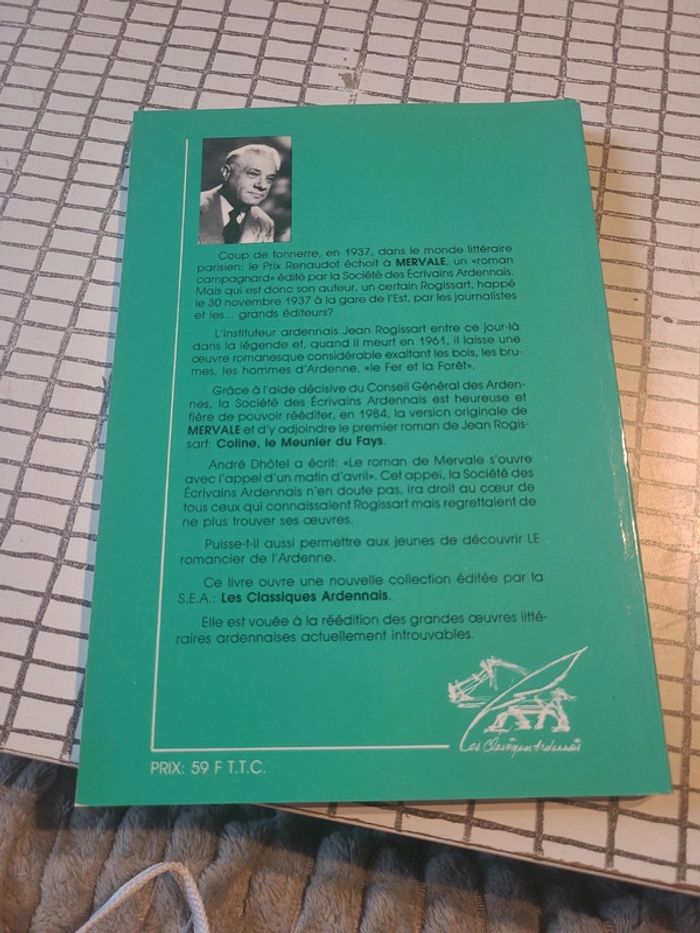 Coup de tonnerre, en 1937, dans le monde littéraire
parisien: le Prix Renaudot échoit à MERVALE, un «roman
campagnard» édité par la Société des Écrivains Ardennais.
Mais qui est donc son auteur, un certain Rogissart, happé
le 30 novembre 1937 à la gare de l'Est, par les journalistes
et les... grands éditeurs?
L'instituteur ardennais Jean Rogissart entre ce jour-là
dans la légende et, quand il meurt en 1961, il laisse une
œuvre romanesque considérable exaltant les bois, les bru-
mes, les hommes d'Ardenne, «le Fer et la Forêt».
Grâce à l'aide décisive du Conseil Général des Arden-
nes, la Société des Écrivains Ardennais est heureuse et
fière de pouvoir rééditer, en 1984, la version originale de
MERVALE et d'y adjoindre le premier roman de Jean Rogis-
sart: Coline, le Meunier du Fays.
André Dhôtel a écrit: «Le roman de Mervale s'ouvre
avec l'appel d'un matin d'avril». Cet appel, la Société des
Écrivains Ardennais n'en doute pas, ira droit au cœur de
tous ceux qui connaissaient Rogissart mais regrettaient de
ne plus trouver ses œuvres.
Puisse-t-il aussi permettre aux jeunes de découvrir LE
romancier de l'Ardenne.
Ce livre ouvre une nouvelle collection éditée par la
S.E.A.: Les Classiques Ardennais.
Elle est vouée à la réédition des grandes œuvres litté-
raires ardennaises actuellement introuvables.
Les Classiques Ardennais
PRIX: 59 F T.T.C.